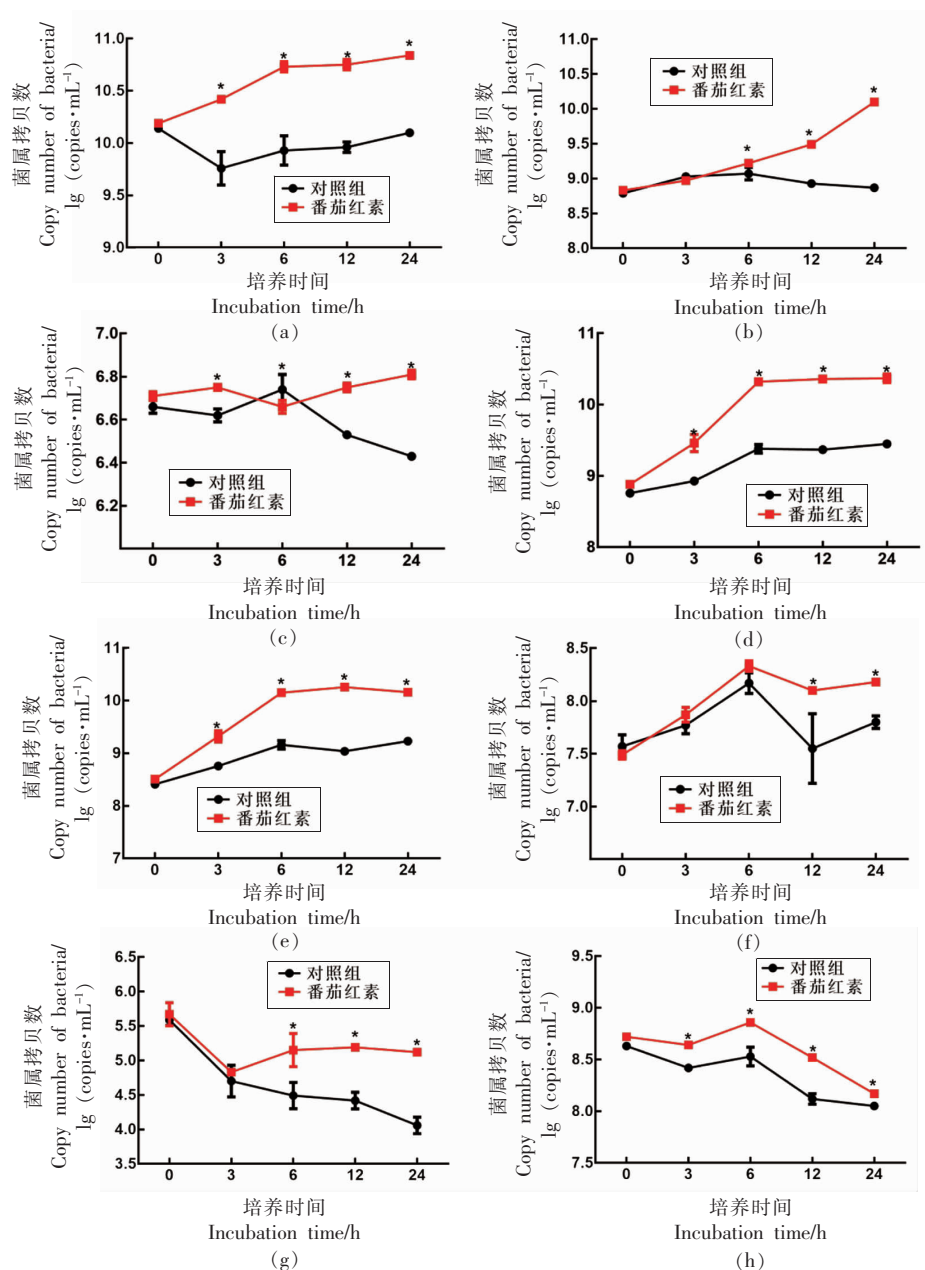 菌属拷贝数
Copy number of bacteria/
lg (copies·mL⁻¹)
11.0
10.5
10.0
9.5
9.0
* * * * *
对照组
番茄红素
0 3 6 12 24
培养时间
Incubation time/h
(a)
菌属拷贝数
Copy number of bacteria/
lg (copies·mL⁻¹)
11.0
10.5
10.0
9.5
9.0
8.5
8.0
对照组
番茄红素
* * *
0 3 6 12 24
培养时间
Incubation time/h
(b)
菌属拷贝数
Copy number of bacteria/
lg (copies·mL⁻¹)
7.0
6.8
6.6
6.4
6.2
* * * *
对照组
番茄红素
0 3 6 12 24
培养时间
Incubation time/h
(c)
菌属拷贝数
Copy number of bacteria/
lg (copies·mL⁻¹)
11
10
9
8
* * * *
对照组
番茄红素
0 3 6 12 24
培养时间
Incubation time/h
(d)
菌属拷贝数
Copy number of bacteria/
lg (copies·mL⁻¹)
11
10
9
8
7
* * * *
对照组
番茄红素
0 3 6 12 24
培养时间
Incubation time/h
(e)
菌属拷贝数
Copy number of bacteria/
lg (copies·mL⁻¹)
8.5
8.0
7.5
7.0
* *
对照组
番茄红素
0 3 6 12 24
培养时间
Incubation time/h
(f)
菌属拷贝数
Copy number of bacteria/
lg (copies·mL⁻¹)
6.5
6.0
5.5
5.0
4.5
4.0
3.5
对照组
番茄红素
* * *
0 3 6 12 24
培养时间
Incubation time/h
(g)
菌属拷贝数
Copy number of bacteria/
lg (copies·mL⁻¹)
9.5
9.0
8.5
8.0
7.5
对照组
番茄红素
* * * *
0 3 6 12 24
培养时间
Incubation time/h
(h)